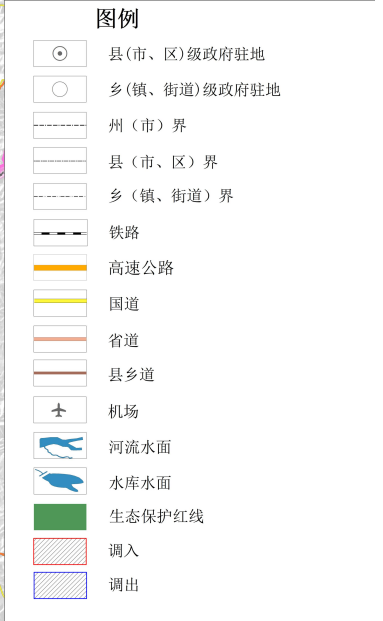 图例
县(市、区)级政府驻地
乡(镇、街道)级政府驻地
州（市）界
县（市、区）界
乡（镇、街道）界
铁路
高速公路
国道
省道
县乡道
机场
河流水面
水库水面
生态保护红线
调入
调出